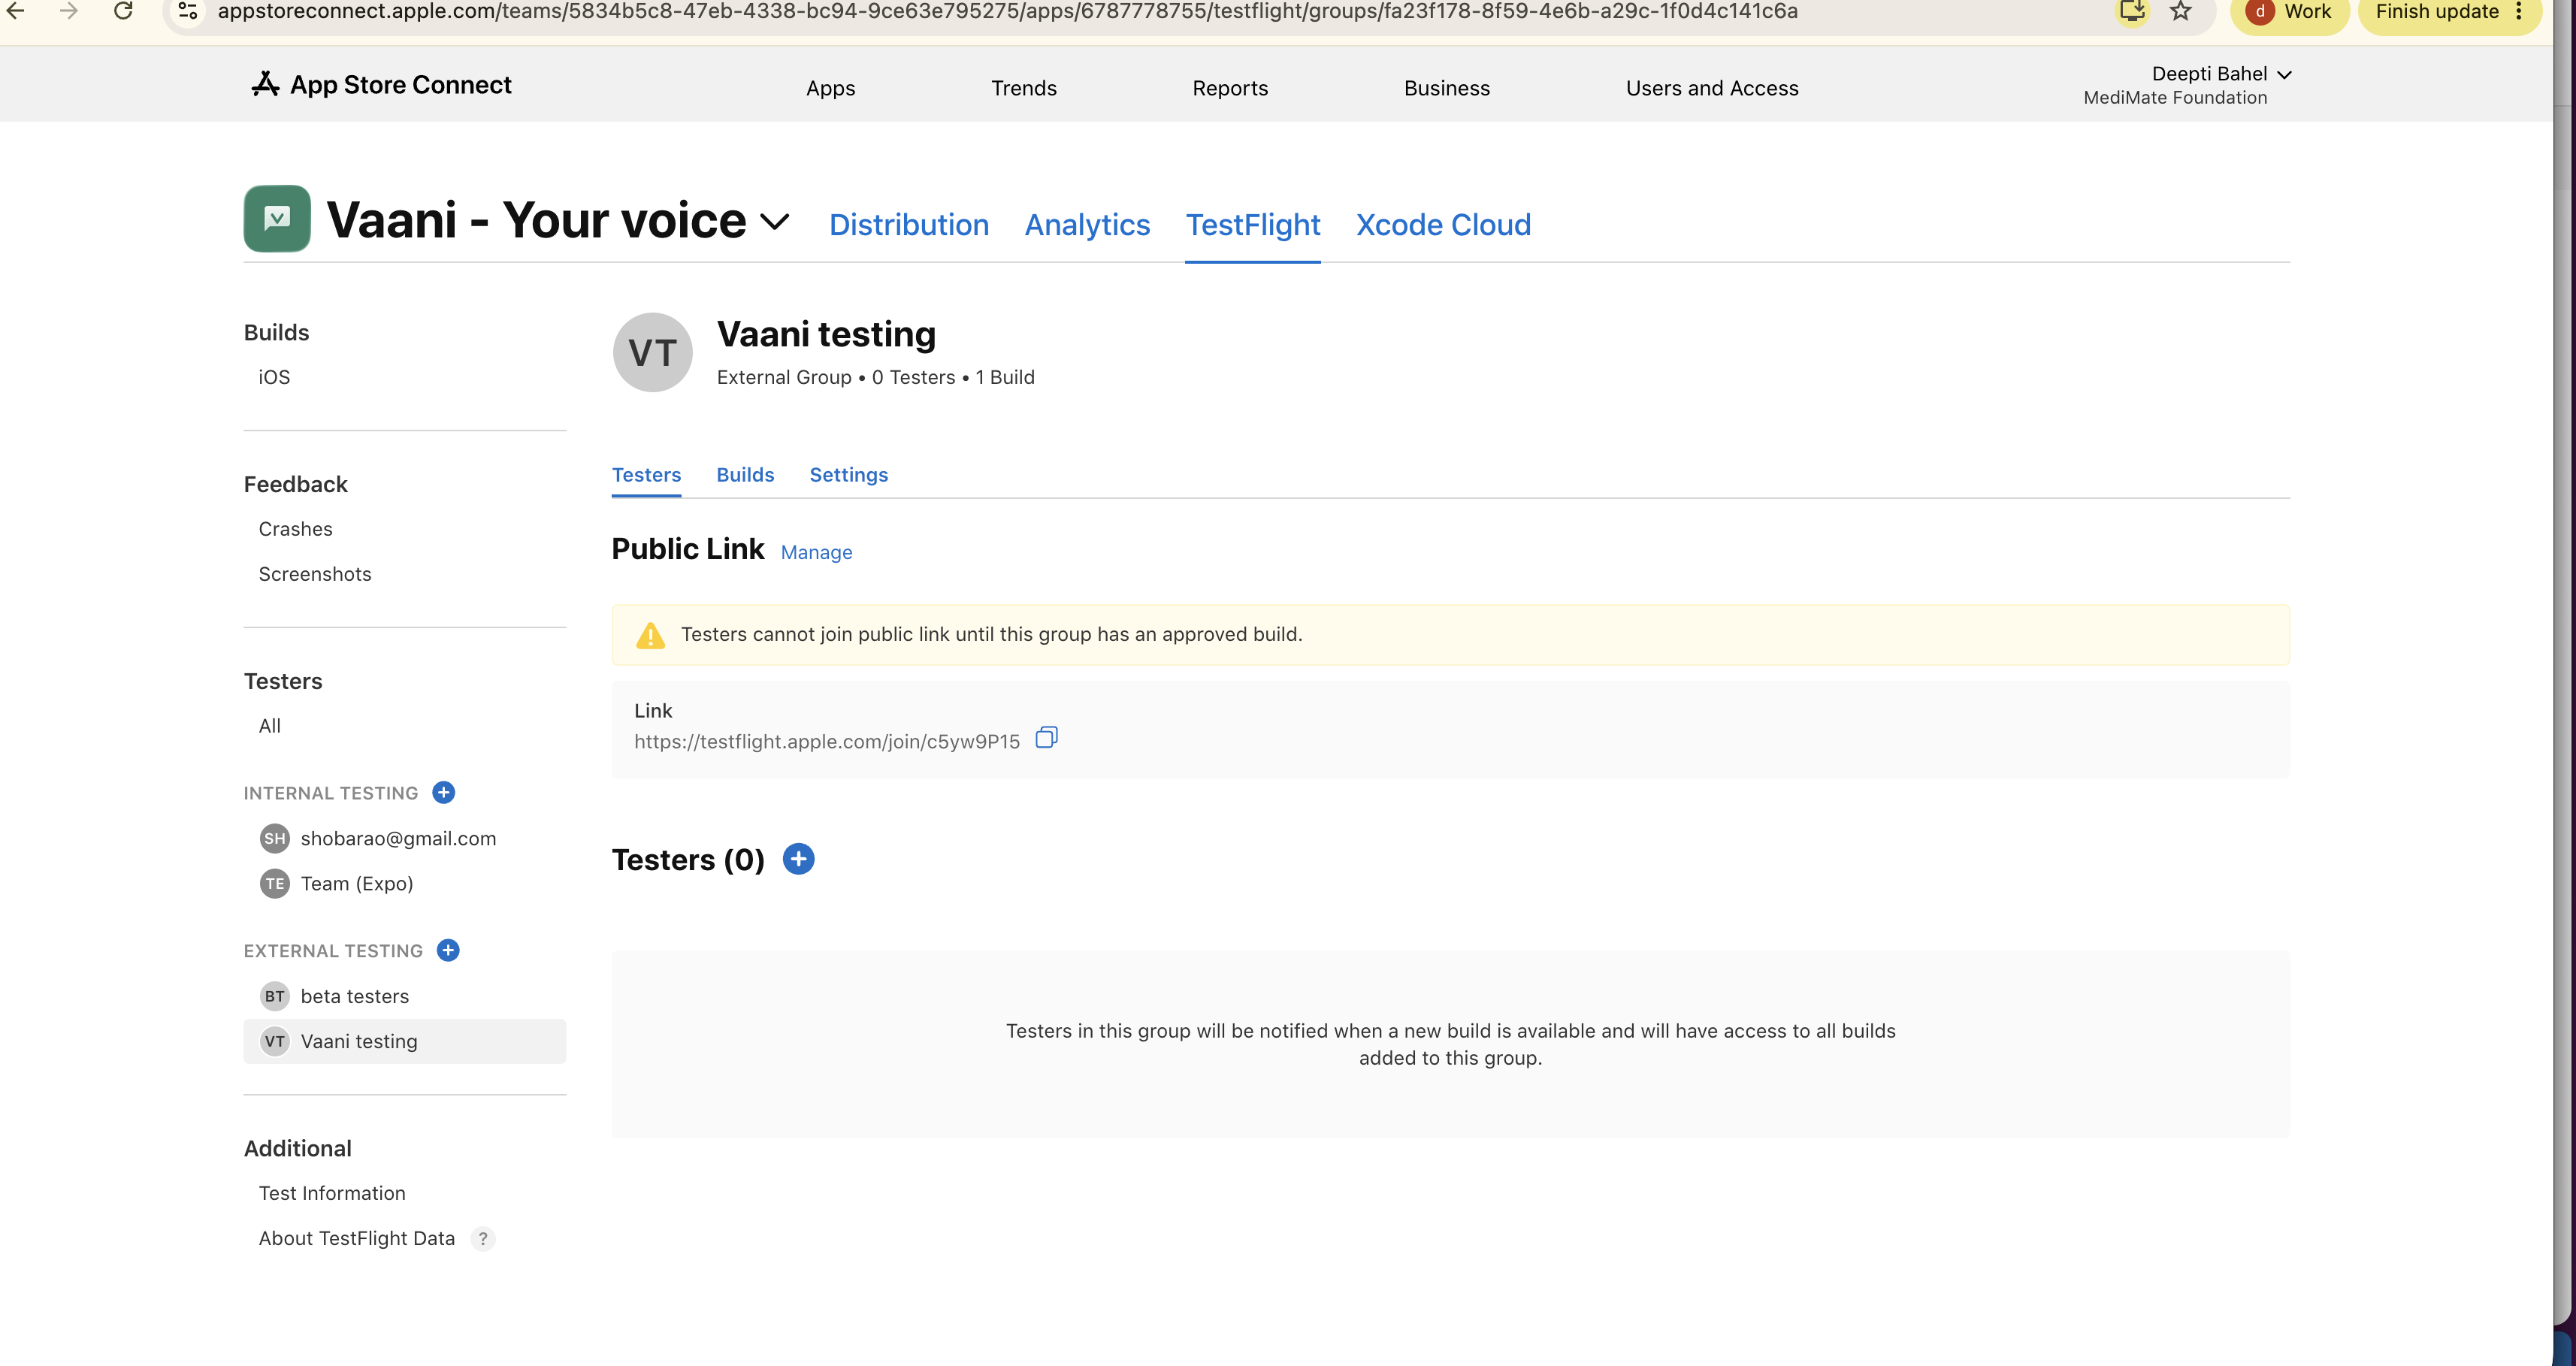 appstoreconnect.apple.com/teams/5834b5c8-47eb-4338-bc94-9ce63e795275/apps/6787778755/testflight/groups/fa23f178-8f59-4e6b-a29c-1f0d4c141c6a
d Work
Finish update
App Store Connect
Apps
Trends
Reports
Business
Users and Access
Deepti Bahel
MediMate Foundation
Vaani - Your voice
Distribution
Analytics
TestFlight
Xcode Cloud
Builds
iOS
Feedback
Crashes
Screenshots
Testers
All
INTERNAL TESTING
SH shobarao@gmail.com
TE Team (Expo)
EXTERNAL TESTING
BT beta testers
VT Vaani testing
Additional
Test Information
About TestFlight Data ?
VT
Vaani testing
External Group • 0 Testers • 1 Build
Testers
Builds
Settings
Public Link Manage
Testers cannot join public link until this group has an approved build.
Link
https://testflight.apple.com/join/c5yw9P15
Testers (0)
Testers in this group will be notified when a new build is available and will have access to all builds
added to this group.